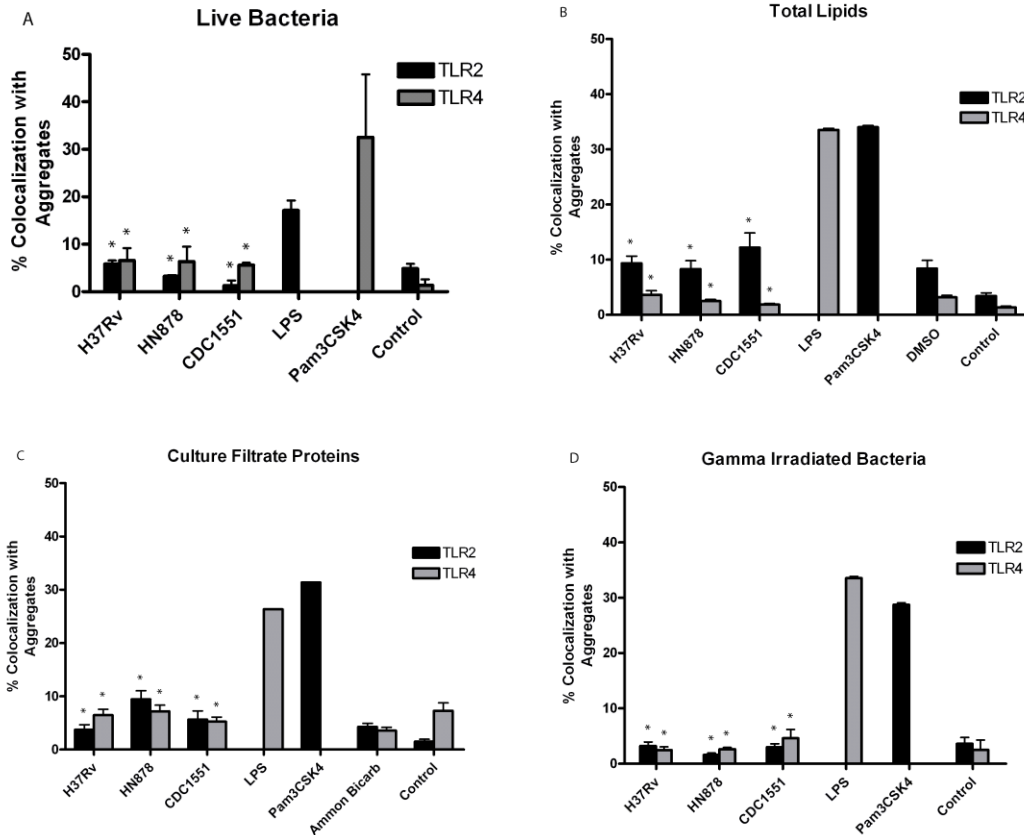 A
Live Bacteria
% Colocalization with
Aggregates
50
40
30
20
10
0
TLR2
TLR4
* * * * * *
H37Rv
HN878
CDC1551
LPS
Pam3CSK4
Control
B
Total Lipids
% Colocalization with
Aggregates
50
40
30
20
10
0
TLR2
TLR4
* * * * * *
H37Rv
HN878
CDC1551
LPS
Pam3CSK4
DMSO
Control
C
Culture Filtrate Proteins
% Colocalization with
Aggregates
50
40
30
20
10
0
TLR2
TLR4
* * * * * *
H37Rv
HN878
CDC1551
LPS
Pam3CSK4
Ammon Bicarb
Control
D
Gamma Irradiated Bacteria
% Colocalization with
Aggregates
50
40
30
20
10
0
TLR2
TLR4
* * * * * *
H37Rv
HN878
CDC1551
LPS
Pam3CSK4
Control